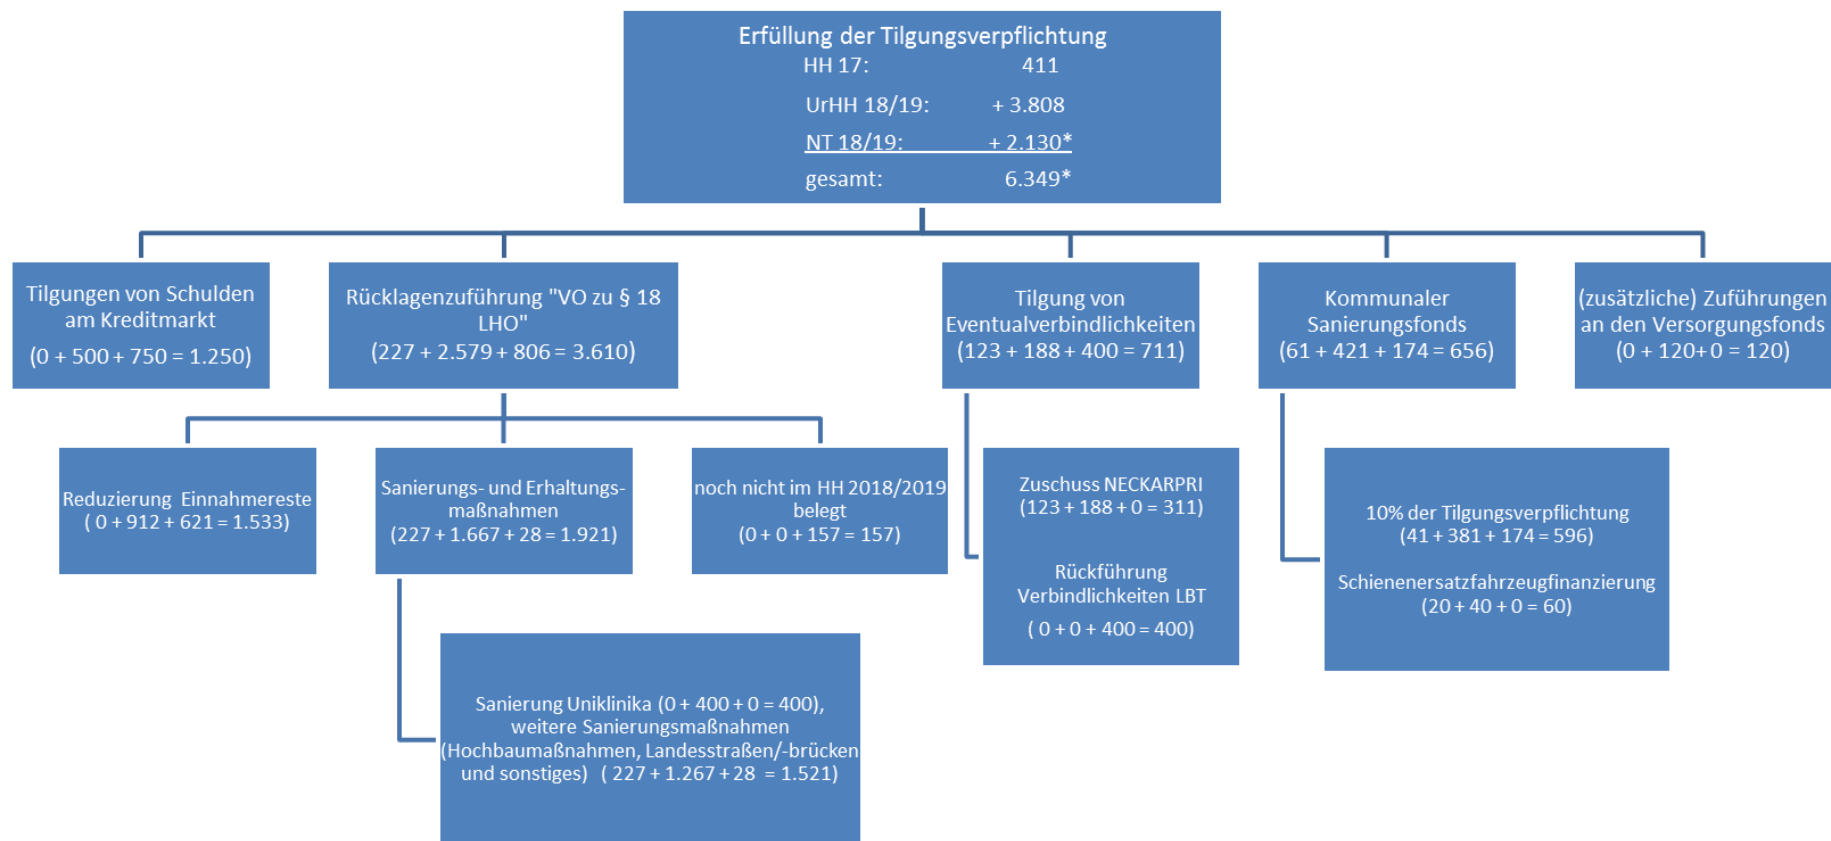 Erfüllung der Tilgungsverpflichtung
HH 17: 411
UrHH 18/19: + 3.808
NT 18/19: + 2.130*
gesamt: 6.349*
Tilgungen von Schulden
am Kreditmarkt
(0 + 500 + 750 = 1.250)
Rücklagenzuführung "VO zu § 18
LHO"
(227 + 2.579 + 806 = 3.610)
Tilgung von
Eventualverbindlichkeiten
(123 + 188 + 400 = 711)
Kommunaler
Sanierungsfonds
(61 + 421 + 174 = 656)
(zusätzliche) Zuführungen
an den Versorgungsfonds
(0 + 120+ 0 = 120)
Reduzierung Einnahmereste
( 0 + 912 + 621 = 1.533)
Sanierungs- und Erhaltungs-
maßnahmen
(227 + 1.667 + 28 = 1.921)
noch nicht im HH 2018/2019
belegt
(0 + 0 + 157 = 157)
Zuschuss NECKARPRI
(123 + 188 + 0 = 311)
Rückführung
Verbindlichkeiten LBT
( 0 + 0 + 400 = 400)
10% der Tilgungsverpflichtung
(41 + 381 + 174 = 596)
Schienenersatzfahrzeugfinanzierung
(20 + 40 + 0 = 60)
Sanierung Uniklinika (0 + 400 + 0 = 400),
weitere Sanierungsmaßnahmen
(Hochbaumaßnahmen, Landesstraßen/-brücken
und sonstiges) ( 227 + 1.267 + 28 = 1.521)